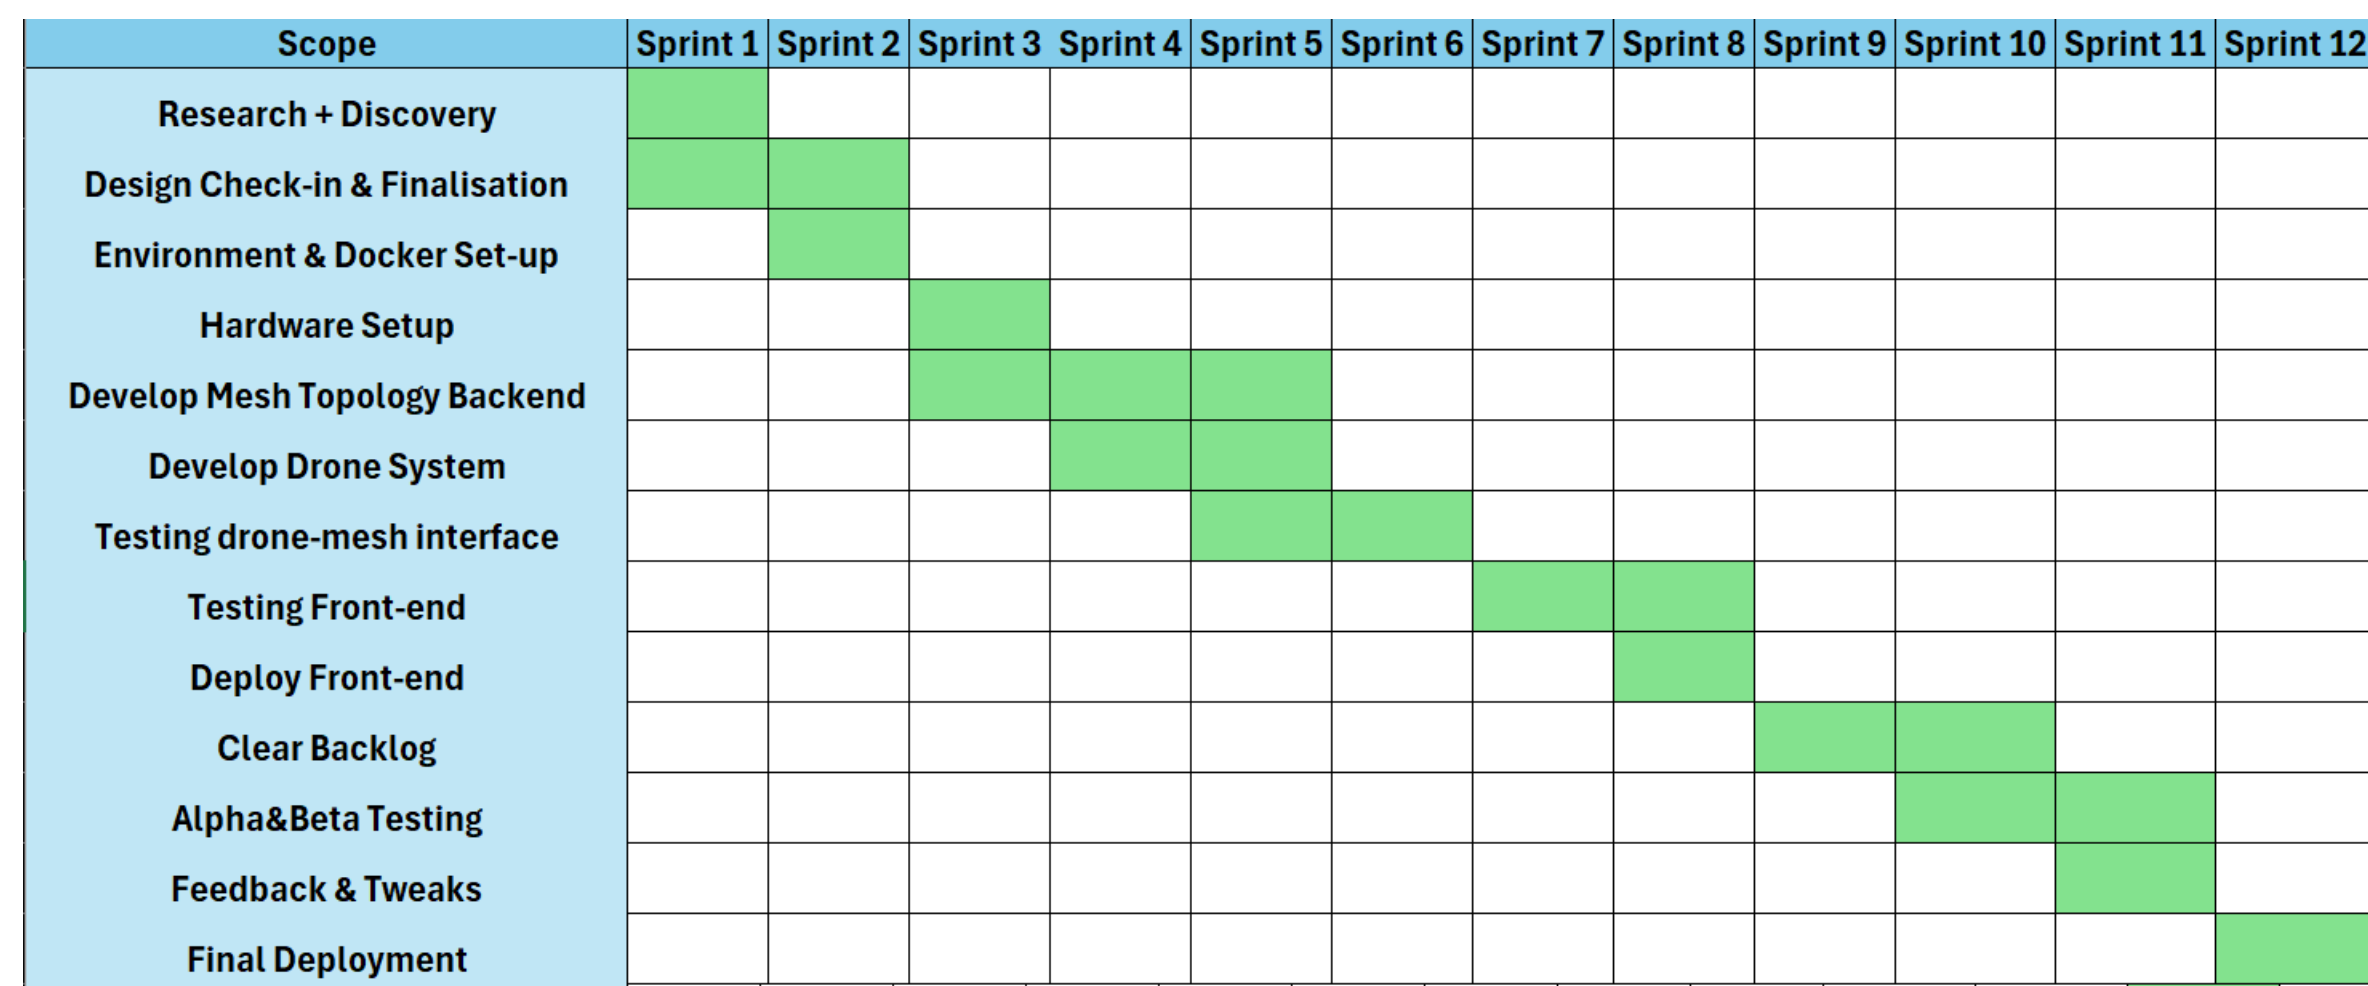 Scope Sprint 1 Sprint 2 Sprint 3 Sprint 4 Sprint 5 Sprint 6 Sprint 7 Sprint 8 Sprint 9 Sprint 10 Sprint 11 Sprint 12
Research + Discovery
Design Check-in & Finalisation
Environment & Docker Set-up
Hardware Setup
Develop Mesh Topology Backend
Develop Drone System
Testing drone-mesh interface
Testing Front-end
Deploy Front-end
Clear Backlog
Alpha&Beta Testing
Feedback & Tweaks
Final Deployment